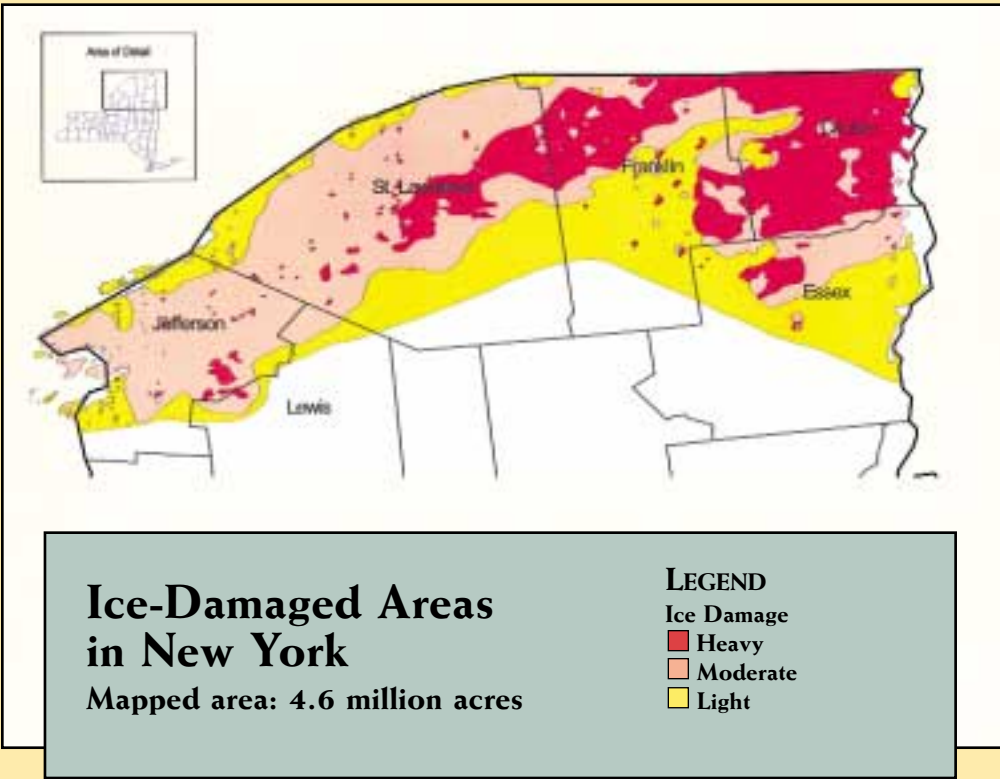 Area of Detail
St. Lawrence
Franklin
Clinton
Jefferson
Essex
Lewis
Ice-Damaged Areas
in New York
Mapped area: 4.6 million acres
LEGEND
Ice Damage
Heavy
Moderate
Light